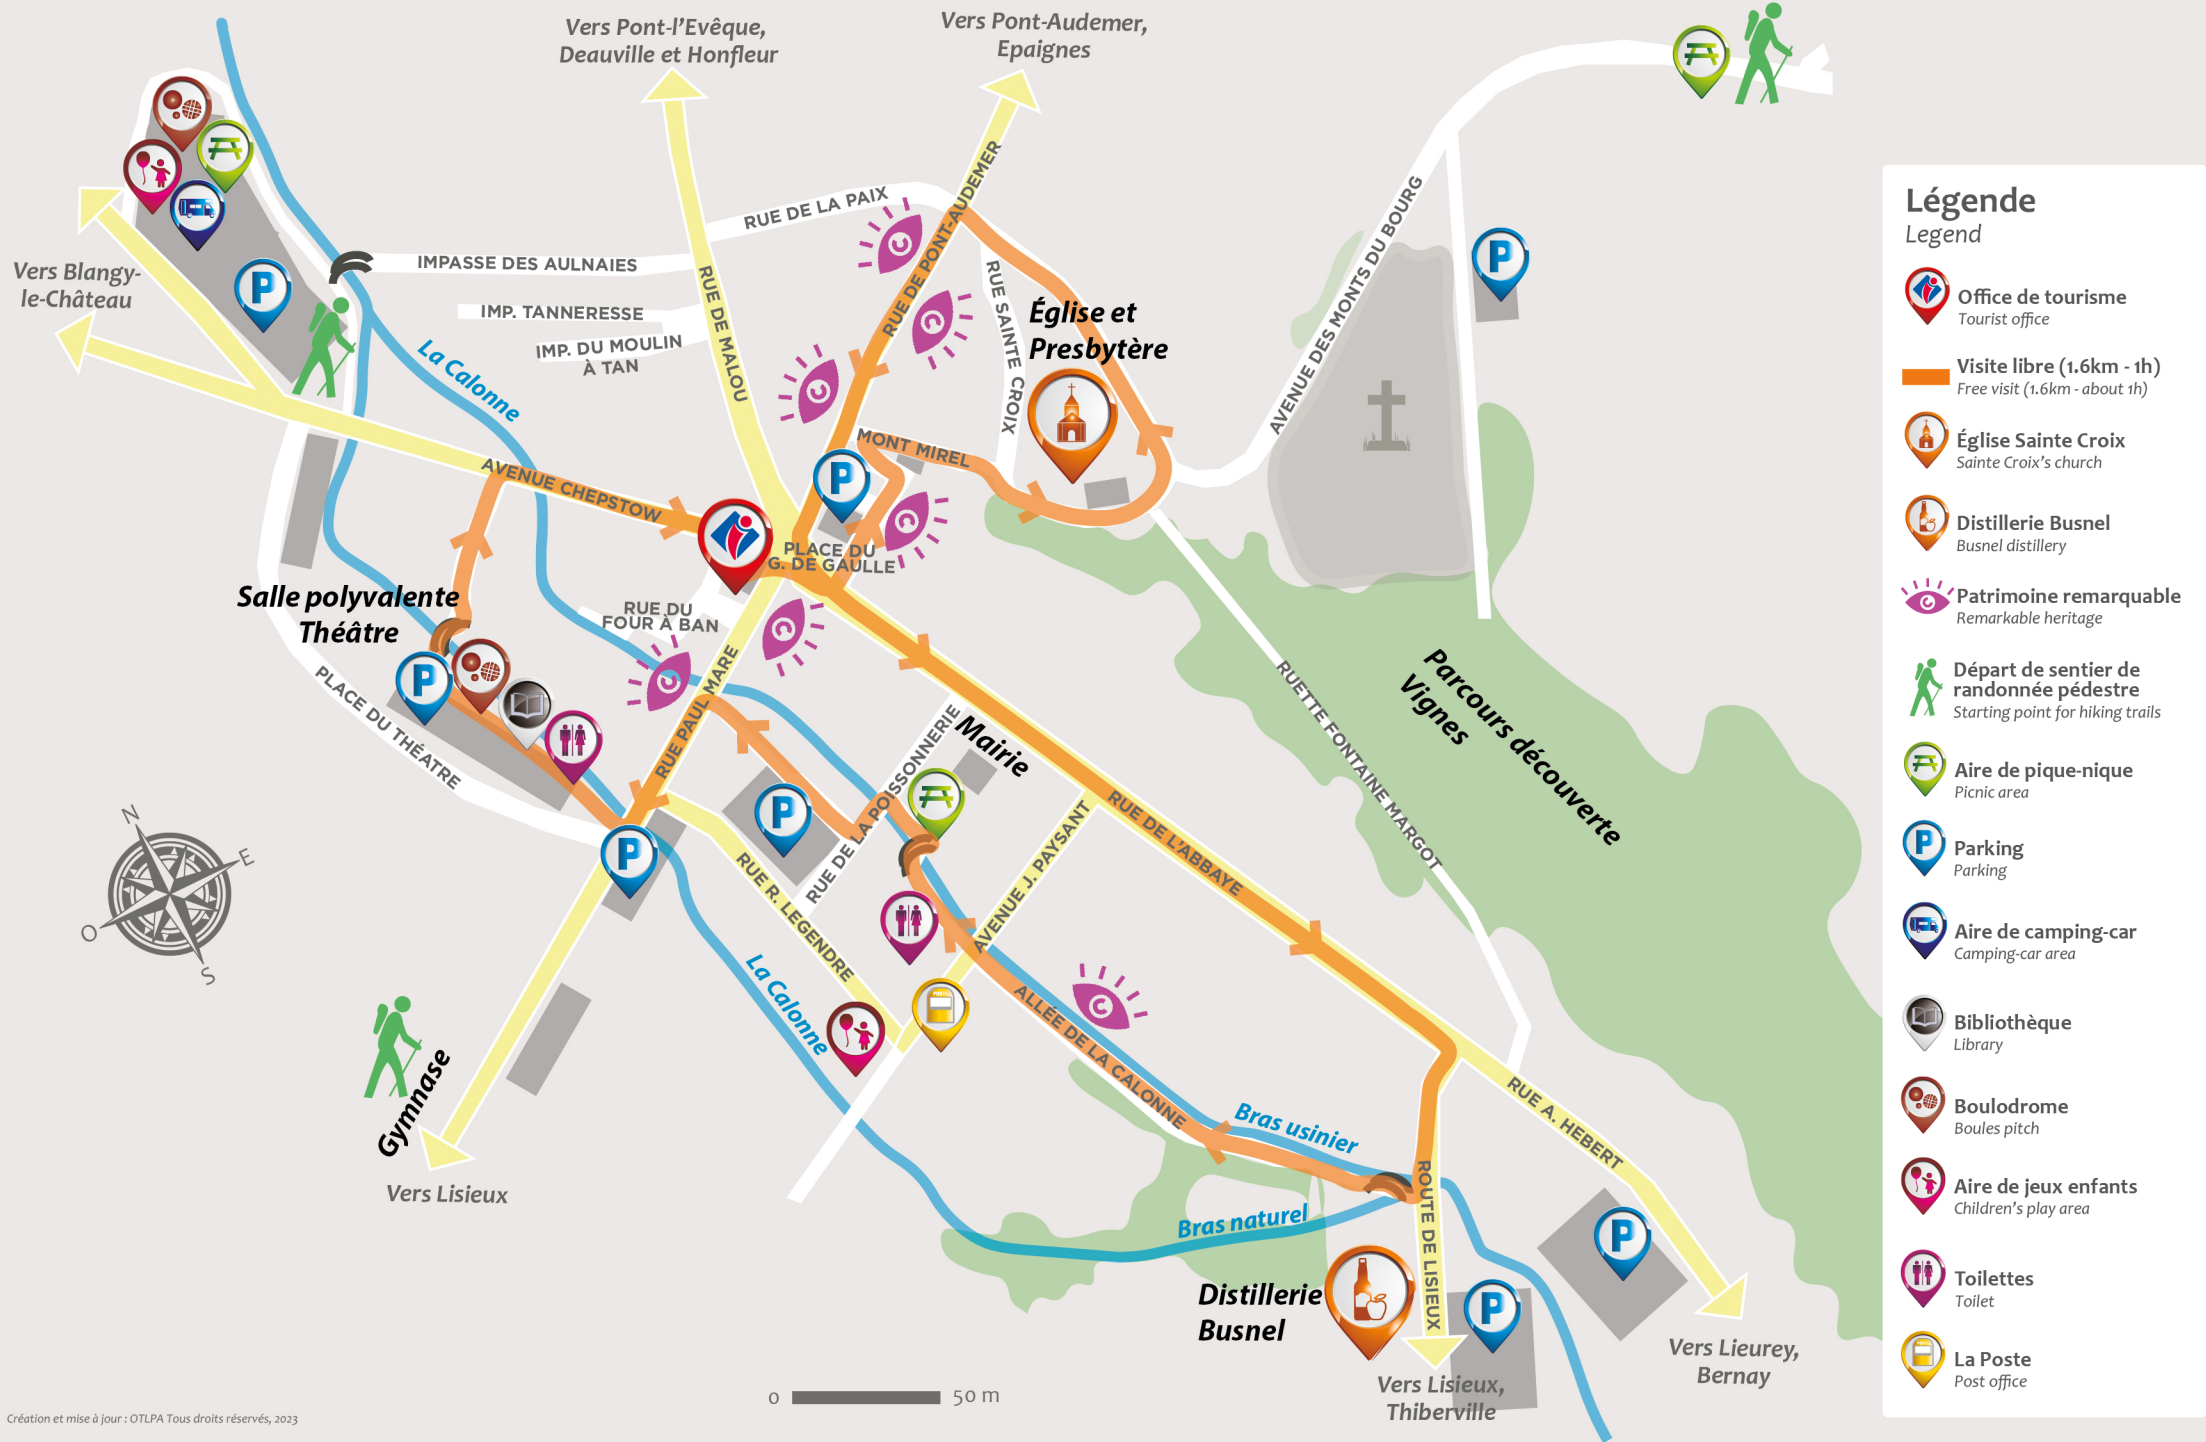 Vers Pont-l'Evêque,
Deauville et Honfleur
Vers Pont-Audemer,
Epaignes
Vers Blangy-
le-Château
IMPASSE DES AULNAIES
IMP. TANNERESSE
IMP. DU MOULIN
À TAN
RUE DE LA PAIX
RUE DE MALOU
RUE DE PONT-AUDEMER
RUE SAINTE CROIX
Église et
Presbytère
AVENUE DES MONTS DU BOURG
La Calonne
AVENUE CHEPSTOW
MONT MIREL
PLACE DU
G. DE GAULLE
RUE DU
FOUR À BAN
Salle polyvalente
Théâtre
PLACE DU THÉATRE
RUE PAUL MARE
RUE DE LA POISSONNERIE
Mairie
RUE R. LEGENDRE
AVENUE J. PAYSANT
RUE DE L'ABBAYE
RUETTE FONTAINE MARGOT
Parcours découverte
Vignes
La Calonne
ALLÉE DE LA CALONNE
Bras usinier
Bras naturel
RUE A. HEBERT
ROUTE DE LISIEUX
Distillerie
Busnel
Gymnase
Vers Lisieux
Vers Lisieux,
Thiberville
Vers Lieurey,
Bernay
N
E
O
S
P
P
P
P
P
P
P
P
0 50 m
Création et mise à jour : OTLPA Tous droits réservés, 2023
Légende
Legend
Office de tourisme
Tourist office
Visite libre (1.6km - 1h)
Free visit (1.6km - about 1h)
Église Sainte Croix
Sainte Croix's church
Distillerie Busnel
Busnel distillery
Patrimoine remarquable
Remarkable heritage
Départ de sentier de
randonnée pédestre
Starting point for hiking trails
Aire de pique-nique
Picnic area
P
Parking
Parking
Aire de camping-car
Camping-car area
Bibliothèque
Library
Boulodrome
Boules pitch
Aire de jeux enfants
Children's play area
Toilettes
Toilet
La Poste
Post office